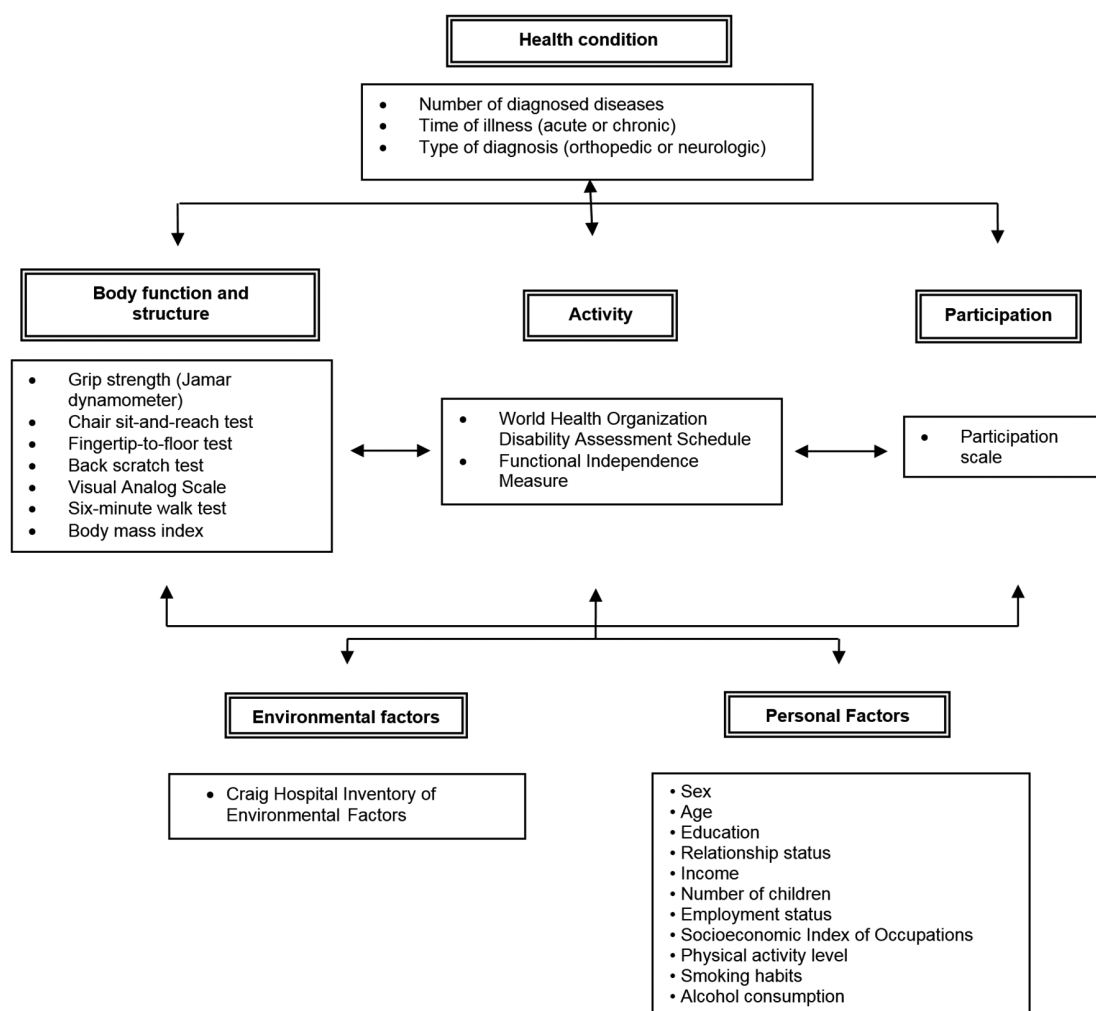 Health condition
• Number of diagnosed diseases
• Time of illness (acute or chronic)
• Type of diagnosis (orthopedic or neurologic)
Body function and
structure
Activity
Participation
• Grip strength (Jamar
dynamometer)
• Chair sit-and-reach test
• Fingertip-to-floor test
• Back scratch test
• Visual Analog Scale
• Six-minute walk test
• Body mass index
• World Health Organization
Disability Assessment Schedule
• Functional Independence
Measure
• Participation
scale
Environmental factors
Personal Factors
• Craig Hospital Inventory of
Environmental Factors
• Sex
• Age
• Education
• Relationship status
• Income
• Number of children
• Employment status
• Socioeconomic Index of Occupations
• Physical activity level
• Smoking habits
• Alcohol consumption